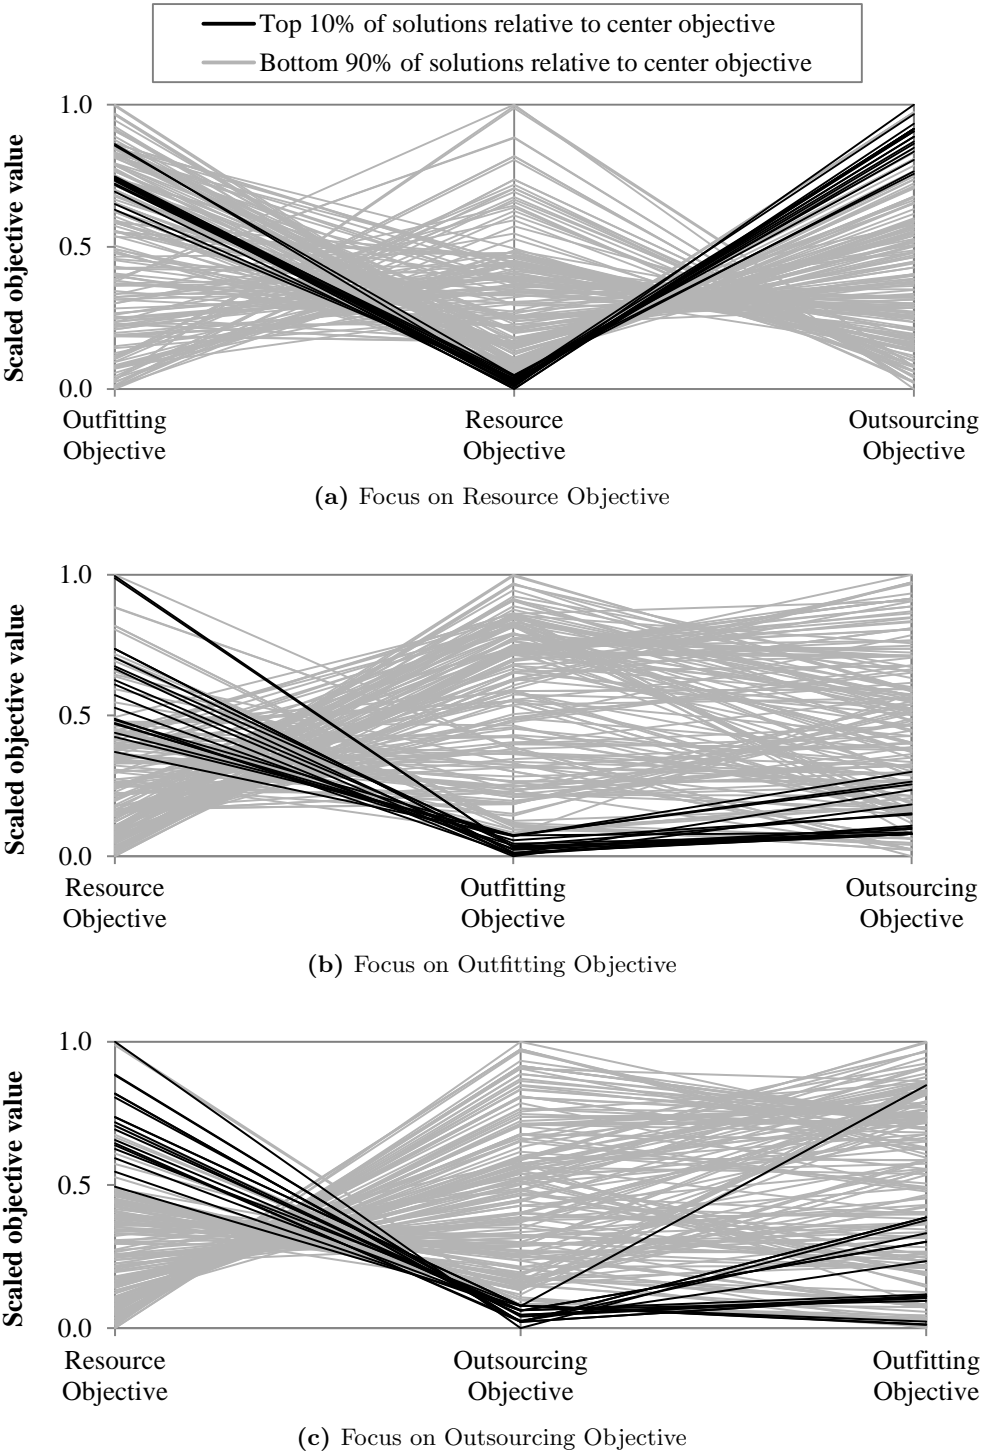 Top 10% of solutions relative to center objective
Bottom 90% of solutions relative to center objective
Scaled objective value
1.0
0.5
0.0
Outfitting Objective
Resource Objective
Outsourcing Objective
(a) Focus on Resource Objective
Scaled objective value
1.0
0.5
0.0
Resource Objective
Outfitting Objective
Outsourcing Objective
(b) Focus on Outfitting Objective
Scaled objective value
1.0
0.5
0.0
Resource Objective
Outsourcing Objective
Outfitting Objective
(c) Focus on Outsourcing Objective